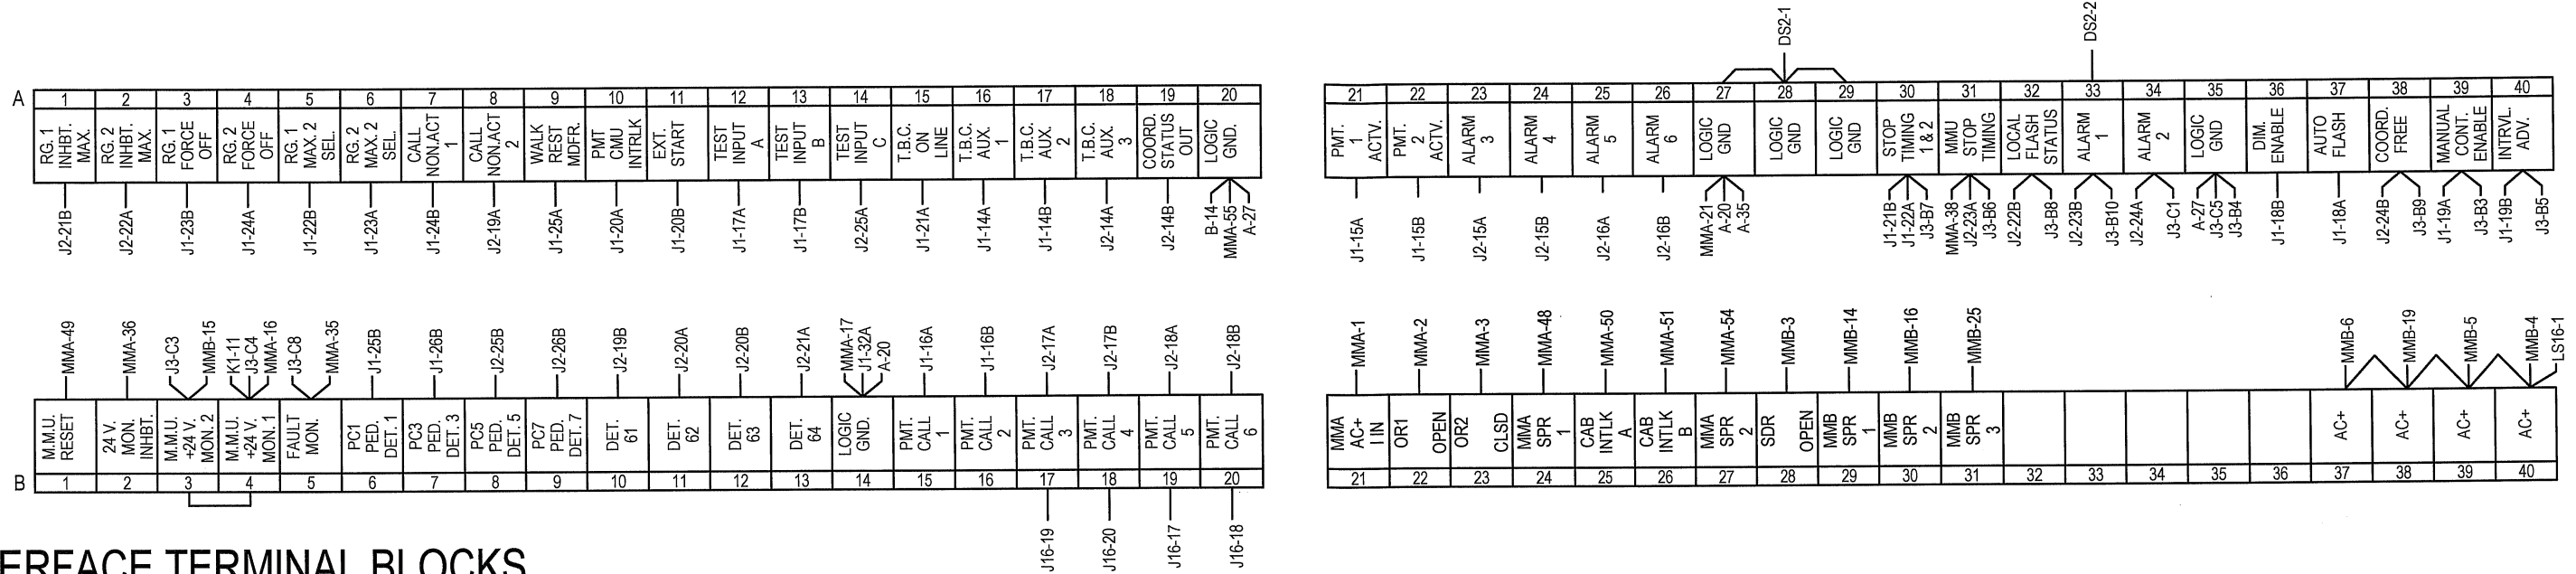 DS2-1
DS2-2
A
1 2 3 4 5 6 7 8 9 10 11 12 13 14 15 16 17 18 19 20
21 22 23 24 25 26 27 28 29 30 31 32 33 34 35 36 37 38 39 40
RG. 1
INHBT.
MAX.
RG. 2
INHBT.
MAX.
RG. 1
FORCE
OFF
RG. 2
FORCE
OFF
RG. 1
MAX. 2
SEL.
RG. 2
MAX. 2
SEL.
CALL
NON.ACT
1
CALL
NON.ACT
2
WALK
REST
MDFR.
PMT
CMU
INTRLK
EXT.
START
TEST
INPUT
A
TEST
INPUT
B
TEST
INPUT
C
T.B.C.
ON
LINE
T.B.C.
AUX.
1
T.B.C.
AUX.
2
T.B.C.
AUX.
3
COORD.
STATUS
OUT
LOGIC
GND.
PMT.
1
ACTV.
PMT.
2
ACTV.
ALARM
3
ALARM
4
ALARM
5
ALARM
6
LOGIC
GND
LOGIC
GND
LOGIC
GND
STOP
TIMING
1 & 2
MMU
STOP
TIMING
LOCAL
FLASH
STATUS
ALARM
1
ALARM
2
LOGIC
GND
DIM.
ENABLE
AUTO
FLASH
COORD.
FREE
MANUAL
CONT.
ENABLE
INTRVL.
ADV.
J2-21B
J2-22A
J1-23B
J1-24A
J1-22B
J1-23A
J1-24B
J2-19A
J1-25A
J1-20A
J1-20B
J1-17A
J1-17B
J2-25A
J1-21A
J1-14A
J1-14B
J2-14A
J2-14B
B-14
MMA-55
A-27
J1-15A
J1-15B
J2-15A
J2-15B
J2-16A
J2-16B
MMA-21
A-20
A-35
J1-21B
J1-22A
J3-B7
MMA-38
J2-23A
J3-B6
J2-22B
J3-B8
J2-23B
J3-B10
J2-24A
J3-C1
A-27
J3-C5
J3-B4
J1-18B
J1-18A
J2-24B
J3-B9
J1-19A
J3-B3
J1-19B
J3-B5
MMA-49
MMA-36
J3-C3
MMB-15
K1-11
J3-C4
MMA-16
J3-C8
MMA-35
J1-25B
J1-26B
J2-25B
J2-26B
J2-19B
J2-20A
J2-20B
J2-21A
MMA-17
J1-32A
A-20
J1-16A
J1-16B
J2-17A
J2-17B
J2-18A
J2-18B
MMA-1
MMA-2
MMA-3
MMA-48
MMA-50
MMA-51
MMA-54
MMB-3
MMB-14
MMB-16
MMB-25
MMB-6
MMB-19
MMB-5
MMB-4
LS16-1
M.M.U.
RESET
24 V.
MON.
INHBT.
M.M.U.
+24 V.
MON. 2
M.M.U.
+24 V.
MON. 1
FAULT
MON.
PC1
PED.
DET. 1
PC3
PED.
DET. 3
PC5
PED.
DET. 5
PC7
PED.
DET. 7
DET.
61
DET.
62
DET.
63
DET.
64
LOGIC
GND.
PMT.
CALL
1
PMT.
CALL
2
PMT.
CALL
3
PMT.
CALL
4
PMT.
CALL
5
PMT.
CALL
6
MMA
AC+
I IN
OR1
OPEN
OR2
CLSD
MMA
SPR
1
CAB
INTLK
A
CAB
INTLK
B
MMA
SPR
2
SDR
OPEN
MMB
SPR
1
MMB
SPR
2
MMB
SPR
3
AC+
AC+
AC+
AC+
B
1 2 3 4 5 6 7 8 9 10 11 12 13 14 15 16 17 18 19 20
21 22 23 24 25 26 27 28 29 30 31 32 33 34 35 36 37 38 39 40
J16-19
J16-20
J16-17
J16-18
ERFACE TERMINAL BLOCKS